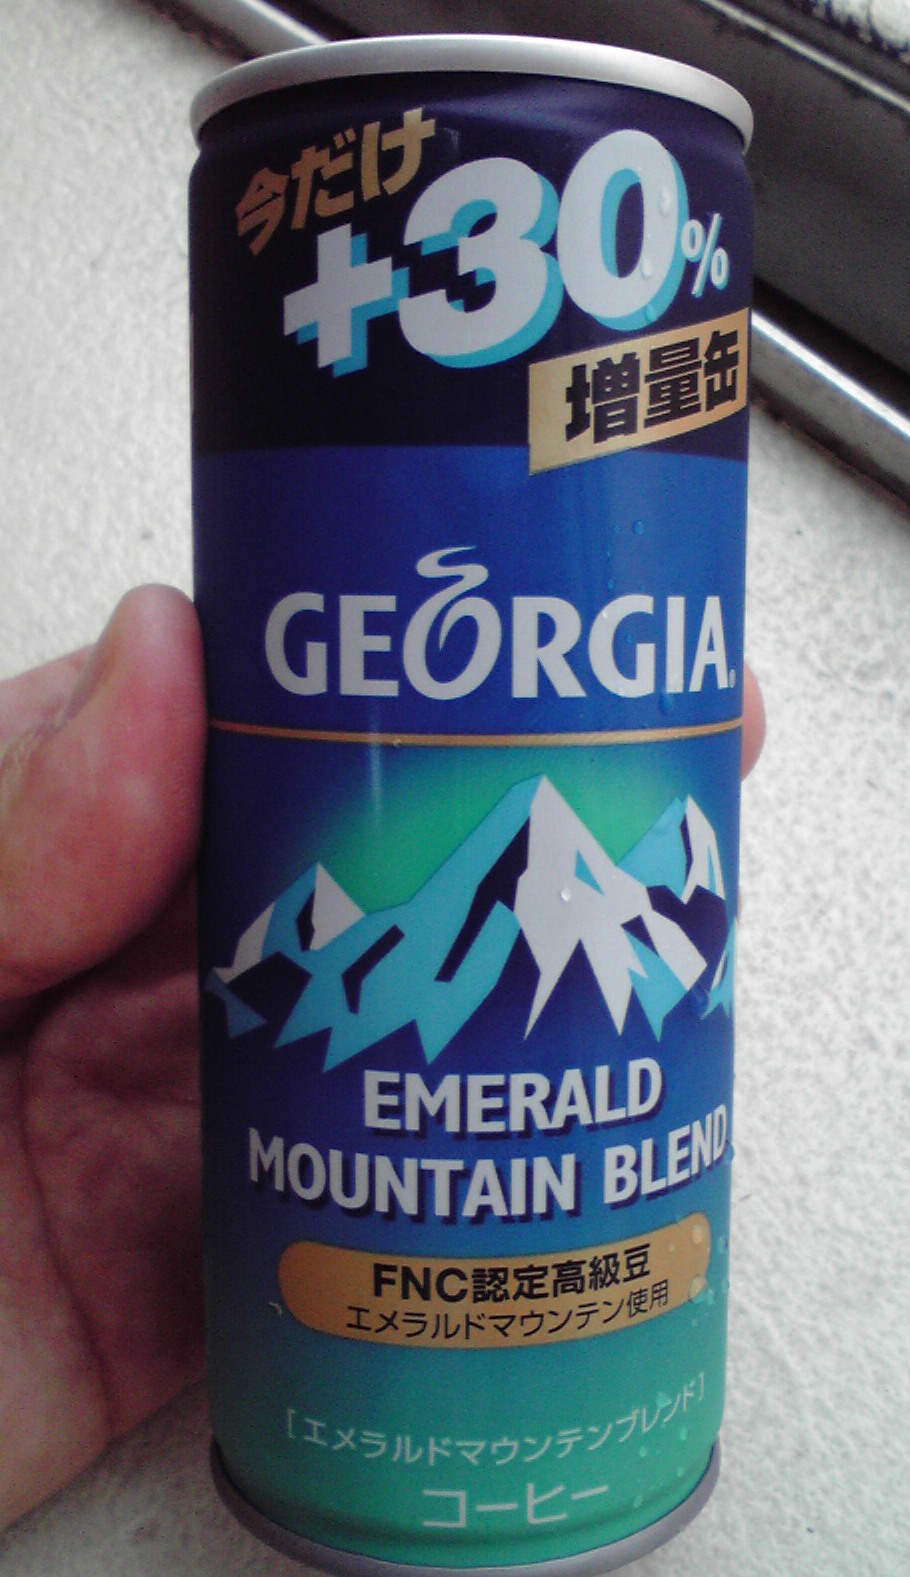 今だけ
+30%
増量缶
GEORGIA®
EMERALD
MOUNTAIN BLEND
FNC認定高級豆
エメラルドマウンテン使用
[エメラルドマウンテンブレンド]
コーヒー